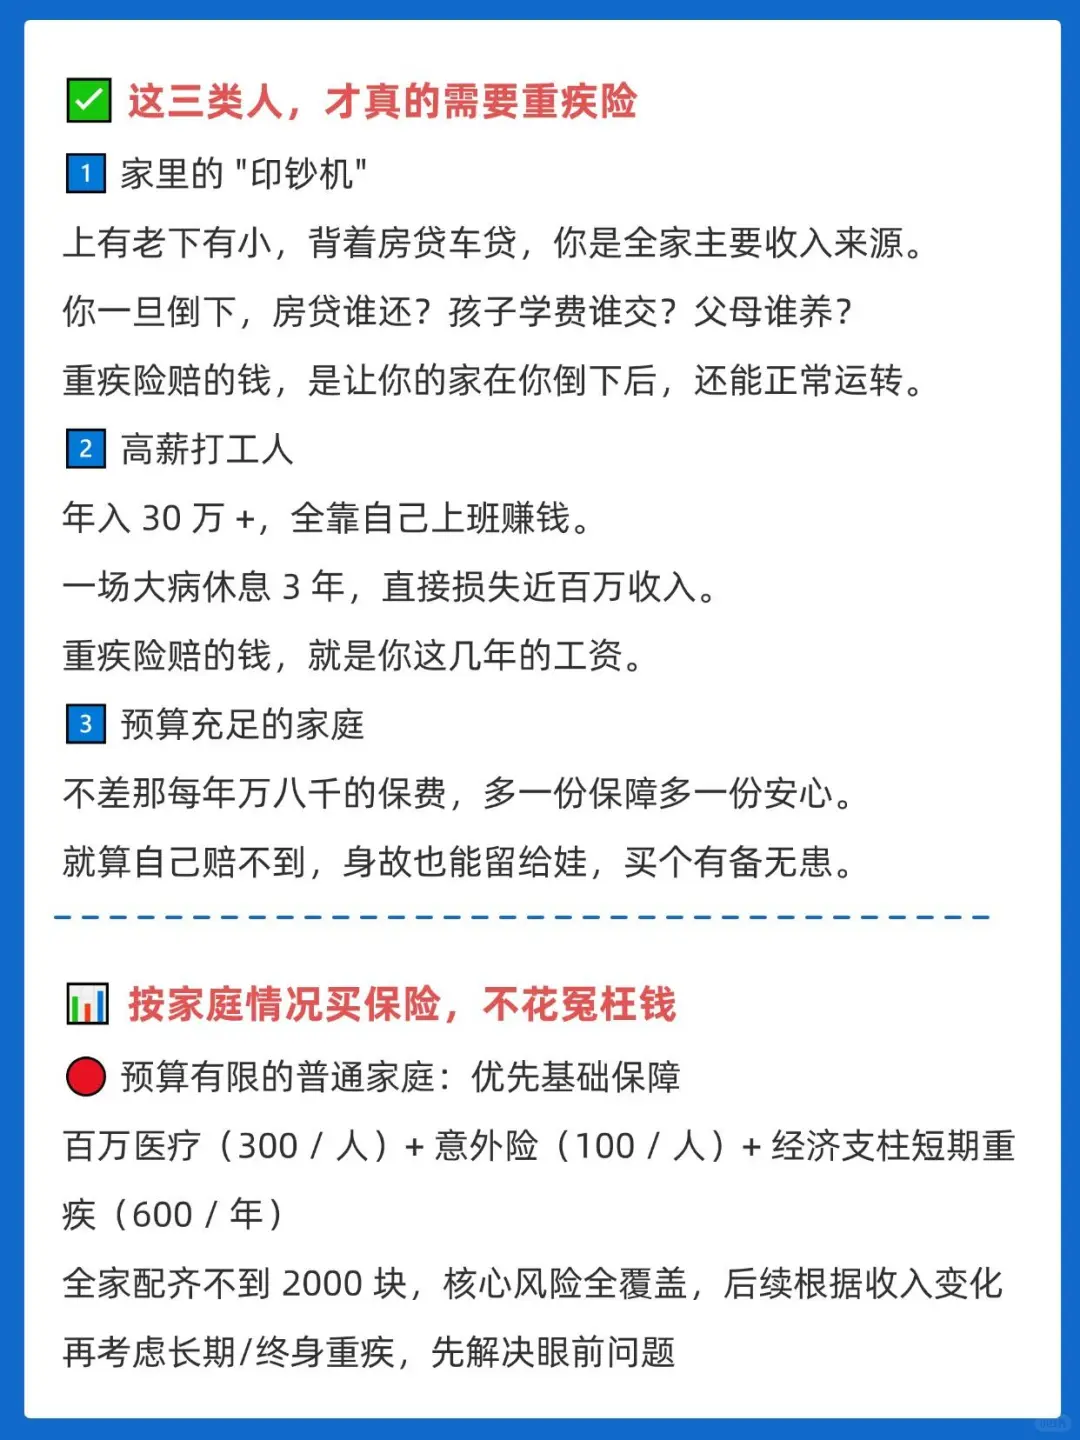 ✅ 这三类人，才真的需要重疾险
1 家里的 "印钞机"
上有老下有小，背着房贷车贷，你是全家主要收入来源。
你一旦倒下，房贷谁还？孩子学费谁交？父母谁养？
重疾险赔的钱，是让你的家在你倒下后，还能正常运转。
2 高薪打工人
年入 30 万 +，全靠自己上班赚钱。
一场大病休息 3 年，直接损失近百万收入。
重疾险赔的钱，就是你这几年的工资。
3 预算充足的家庭
不差那每年万八千的保费，多一份保障多一份安心。
就算自己赔不到，身故也能留给娃，买个有备无患。
📊 按家庭情况买保险，不花冤枉钱
🔴 预算有限的普通家庭：优先基础保障
百万医疗（300 / 人）+ 意外险（100 / 人）+ 经济支柱短期重
疾（600 / 年）
全家配齐不到 2000 块，核心风险全覆盖，后续根据收入变化
再考虑长期/终身重疾，先解决眼前问题